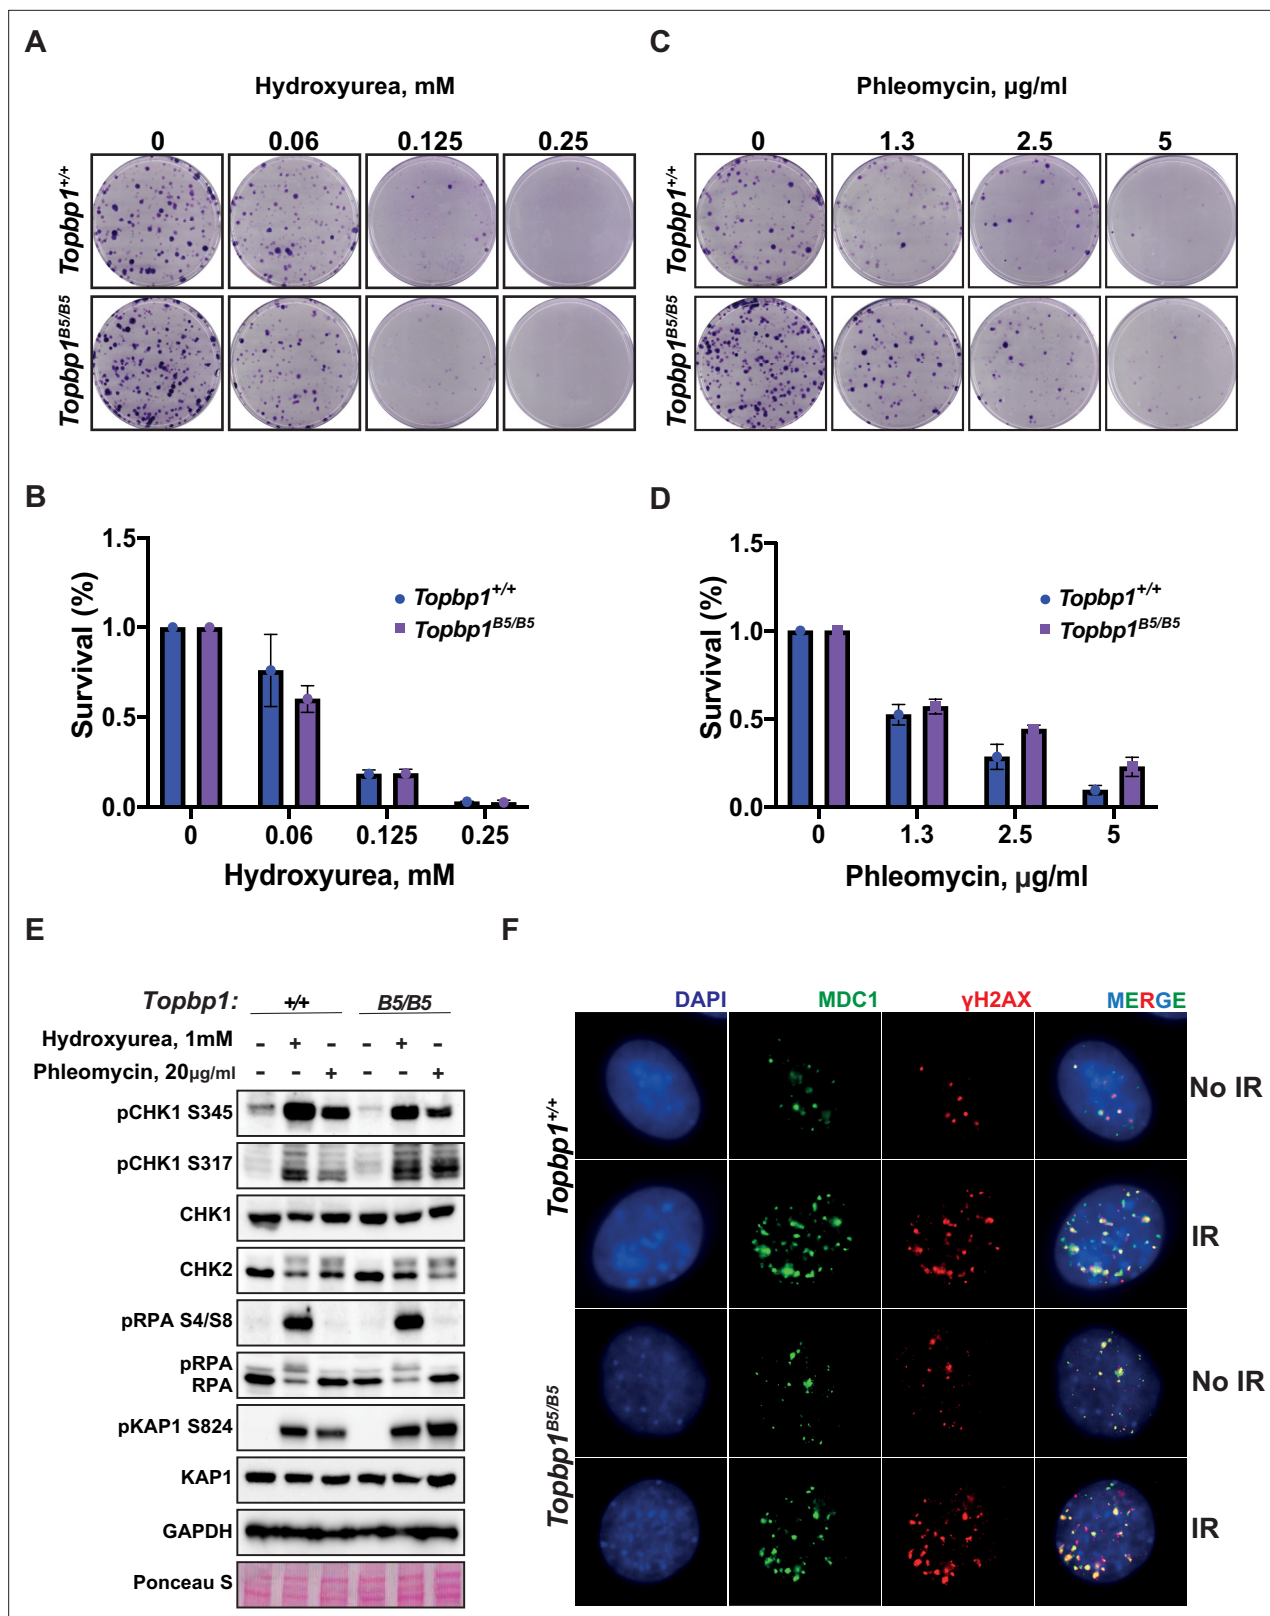 A
Hydroxyurea, mM
0 0.06 0.125 0.25
Topbp1+/+
Topbp1B5/B5
C
Phleomycin, µg/ml
0 1.3 2.5 5
Topbp1+/+
Topbp1B5/B5
B
Survival (%)
1.5
1.0
0.5
0.0
Topbp1+/+
Topbp1B5/B5
0 0.06 0.125 0.25
Hydroxyurea, mM
D
Survival (%)
1.5
1.0
0.5
0.0
Topbp1+/+
Topbp1B5/B5
0 1.3 2.5 5
Phleomycin, µg/ml
E
Topbp1: +/+ B5/B5
Hydroxyurea, 1mM - + - - + -
Phleomycin, 20µg/ml - - + - - +
pCHK1 S345
pCHK1 S317
CHK1
CHK2
pRPA S4/S8
pRPA
RPA
pKAP1 S824
KAP1
GAPDH
Ponceau S
F
DAPI MDC1 γH2AX MERGE
Topbp1+/+
No IR
IR
Topbp1B5/B5
No IR
IR